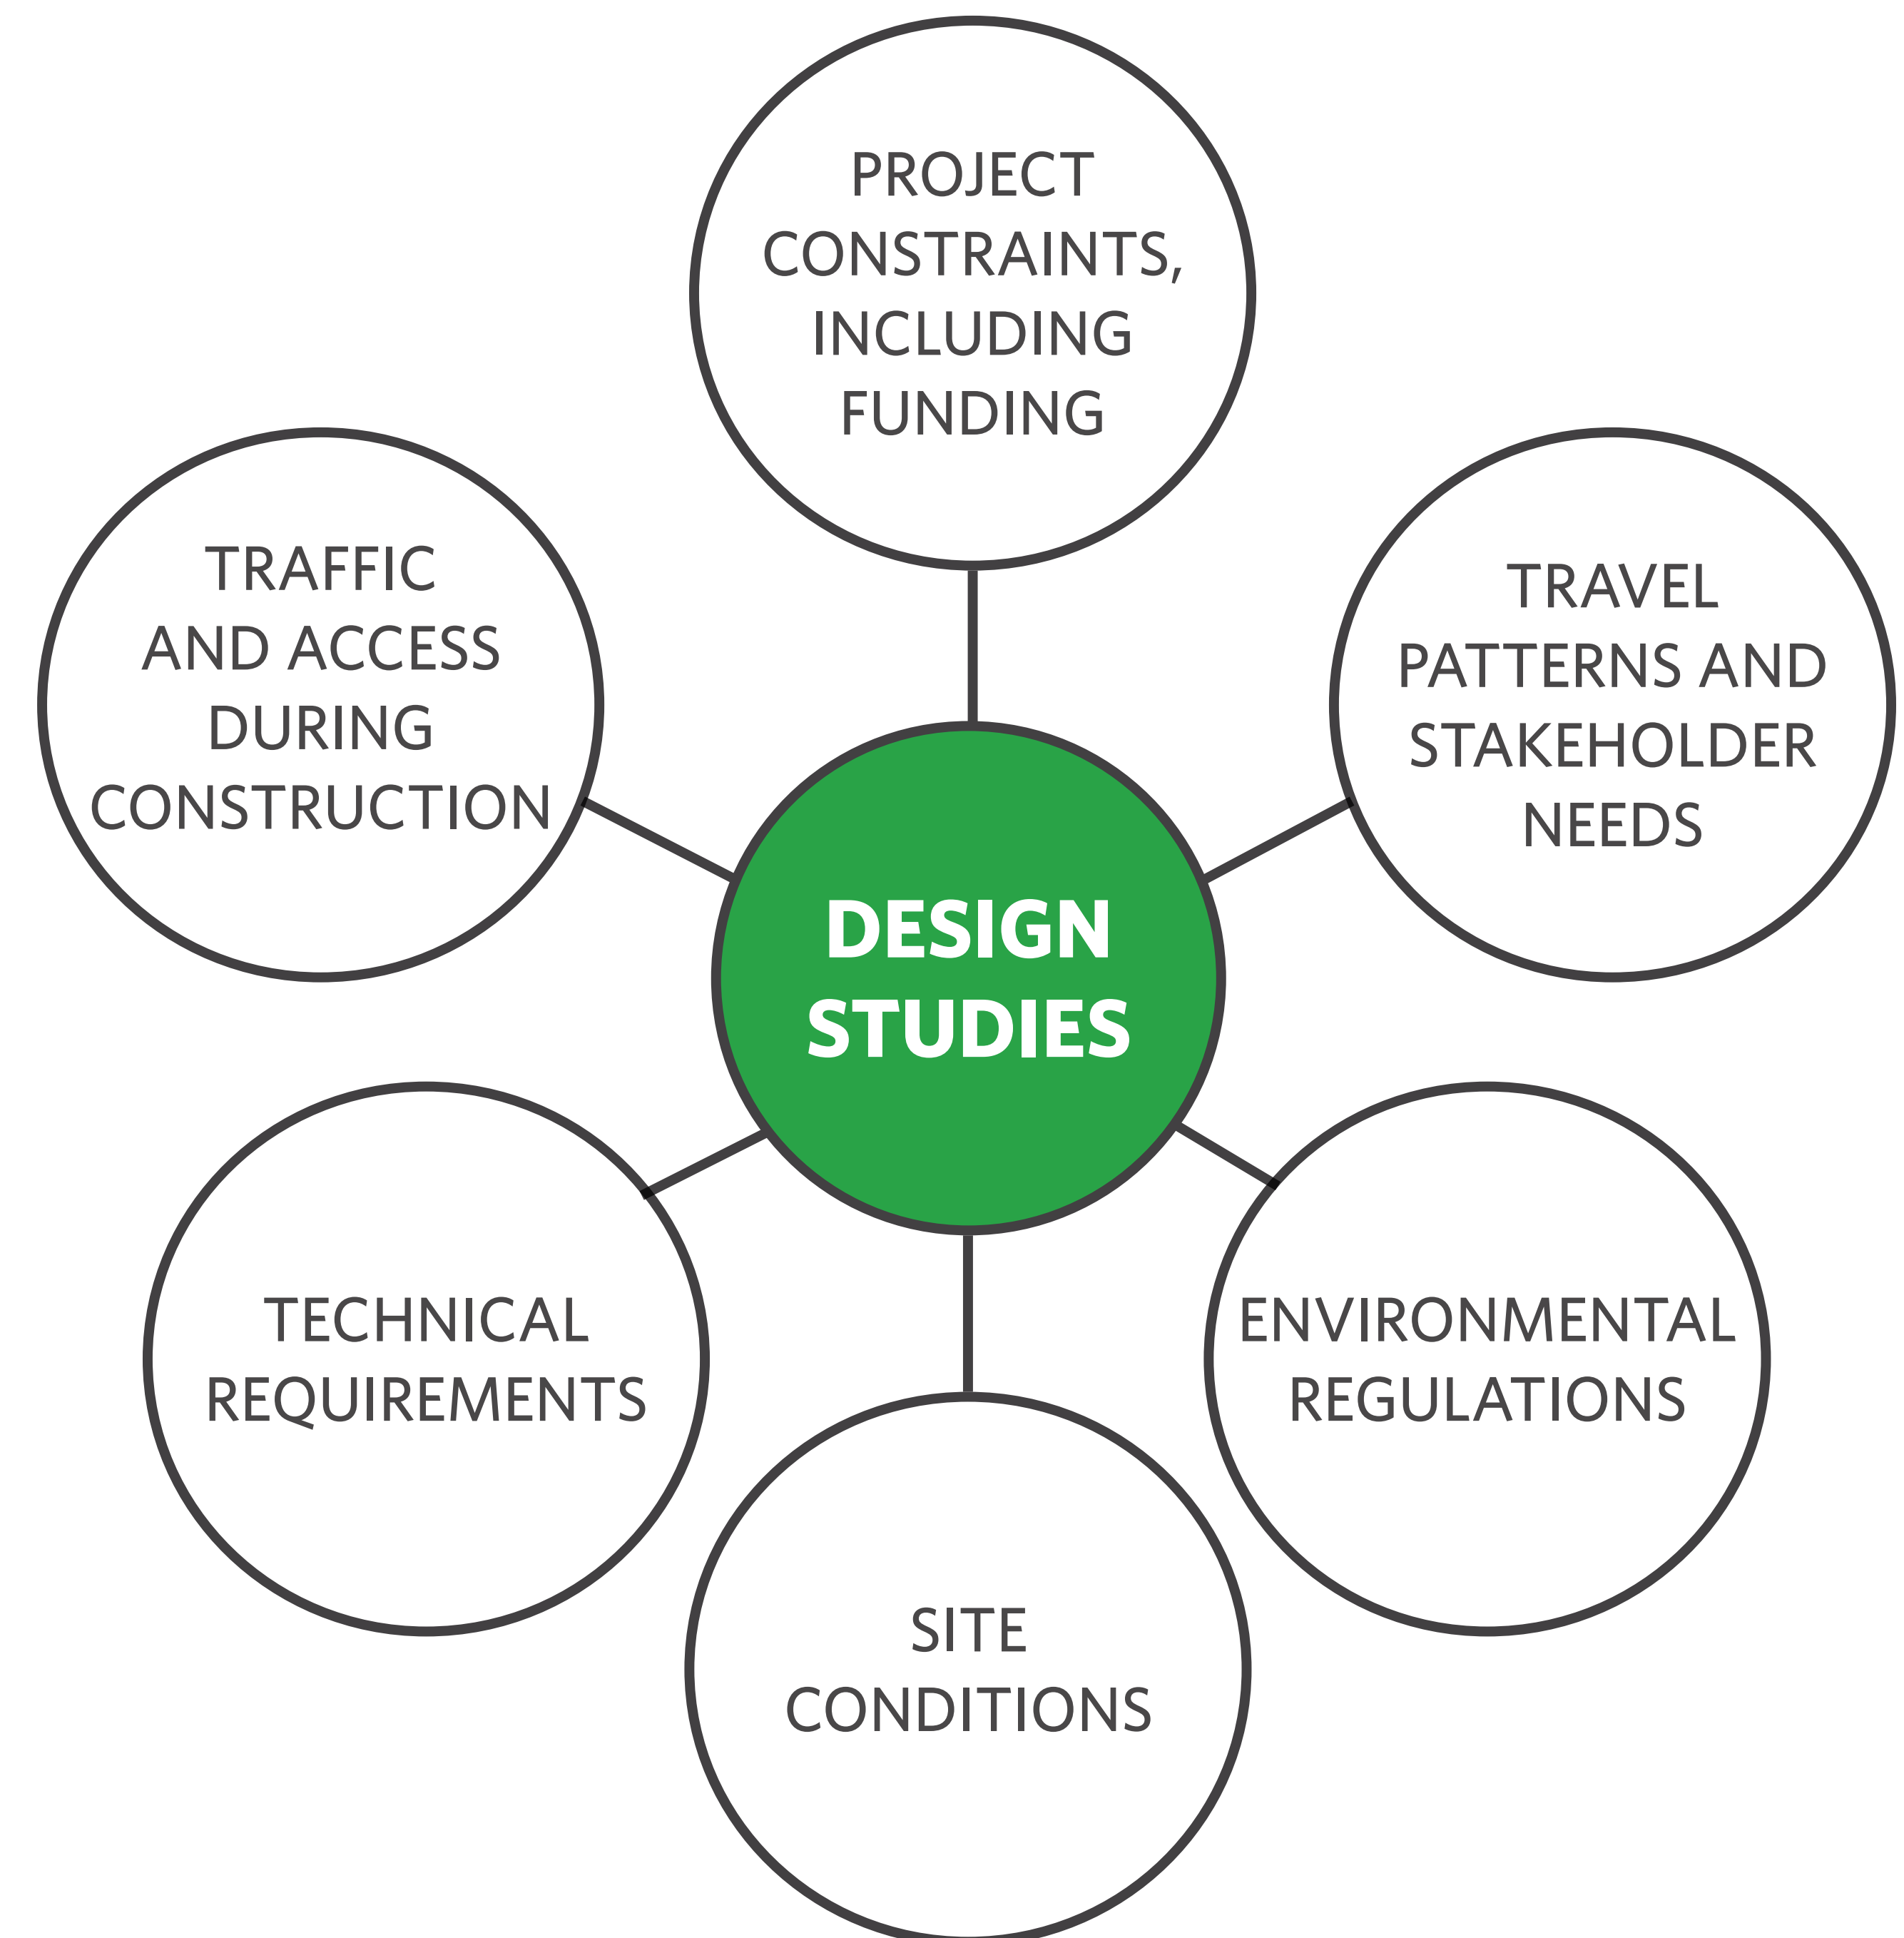 PROJECT
CONSTRAINTS,
INCLUDING
FUNDING
TRAFFIC
AND ACCESS
DURING
CONSTRUCTION
TRAVEL
PATTERNS AND
STAKEHOLDER
NEEDS
DESIGN
STUDIES
TECHNICAL
REQUIREMENTS
ENVIRONMENTAL
REGULATIONS
SITE
CONDITIONS